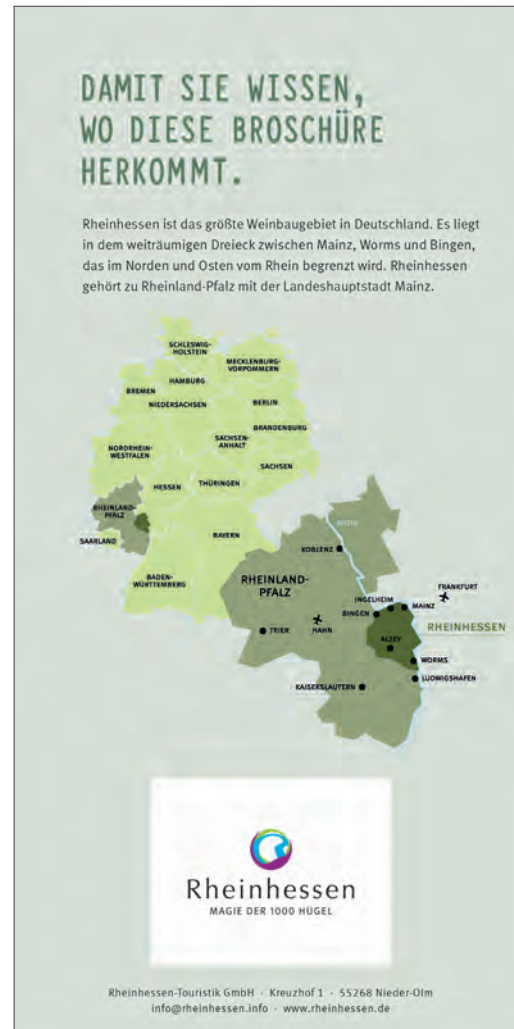 DAMIT SIE WISSEN,
WO DIESE BROSCHÜRE
HERKOMMT.
Rheinhessen ist das größte Weinbaugebiet in Deutschland. Es liegt
in dem weiträumigen Dreieck zwischen Mainz, Worms und Bingen,
das im Norden und Osten vom Rhein begrenzt wird. Rheinhessen
gehört zu Rheinland-Pfalz mit der Landeshauptstadt Mainz.
SCHLESWIG-
HOLSTEIN
MECKLENBURG-
VORPOMMERN
HAMBURG
BREMEN
NIEDERSACHSEN
BERLIN
BRANDENBURG
SACHSEN-
ANHALT
NORDRHEIN-
WESTFALEN
SACHSEN
HESSEN
THÜRINGEN
RHEINLAND-
PFALZ
SAARLAND
BAYERN
BADEN-
WÜRTTEMBERG
RHEIN
KOBLENZ
RHEINLAND-
PFALZ
FRANKFURT
INGELHEIM
MAINZ
BINGEN
RHEINHESSEN
TRIER
HAHN
ALZEY
WORMS
LUDWIGSHAFEN
KAISERSLAUTERN
Rheinhessen
MAGIE DER 1000 HÜGEL
Rheinhessen-Touristik GmbH · Kreuzhof 1 · 55268 Nieder-Olm
info@rheinhessen.info · www.rheinhessen.de